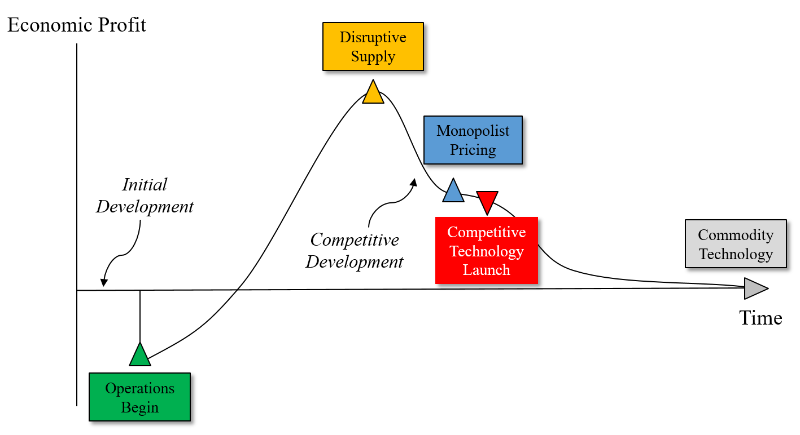 Economic Profit
Disruptive
Supply
Monopolist
Pricing
Initial
Development
Competitive
Development
Competitive
Technology
Launch
Commodity
Technology
Time
Operations
Begin